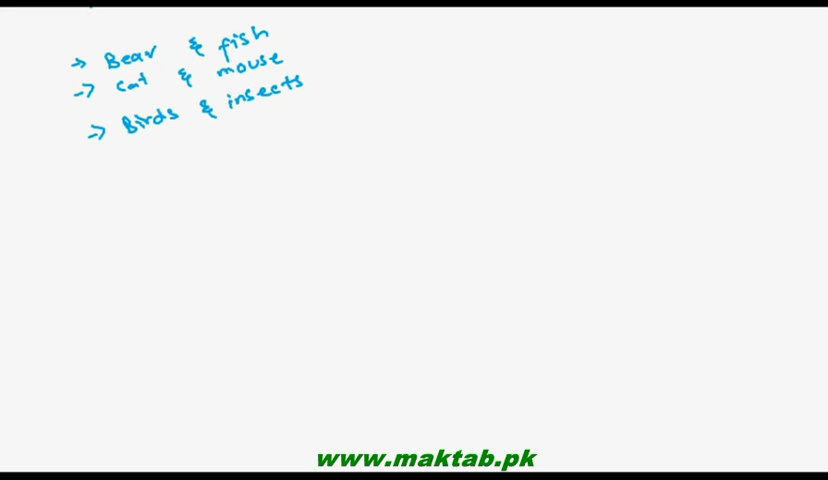 → Bear & fish
→ cat & mouse
→ Birds & insects
www.maktab.pk